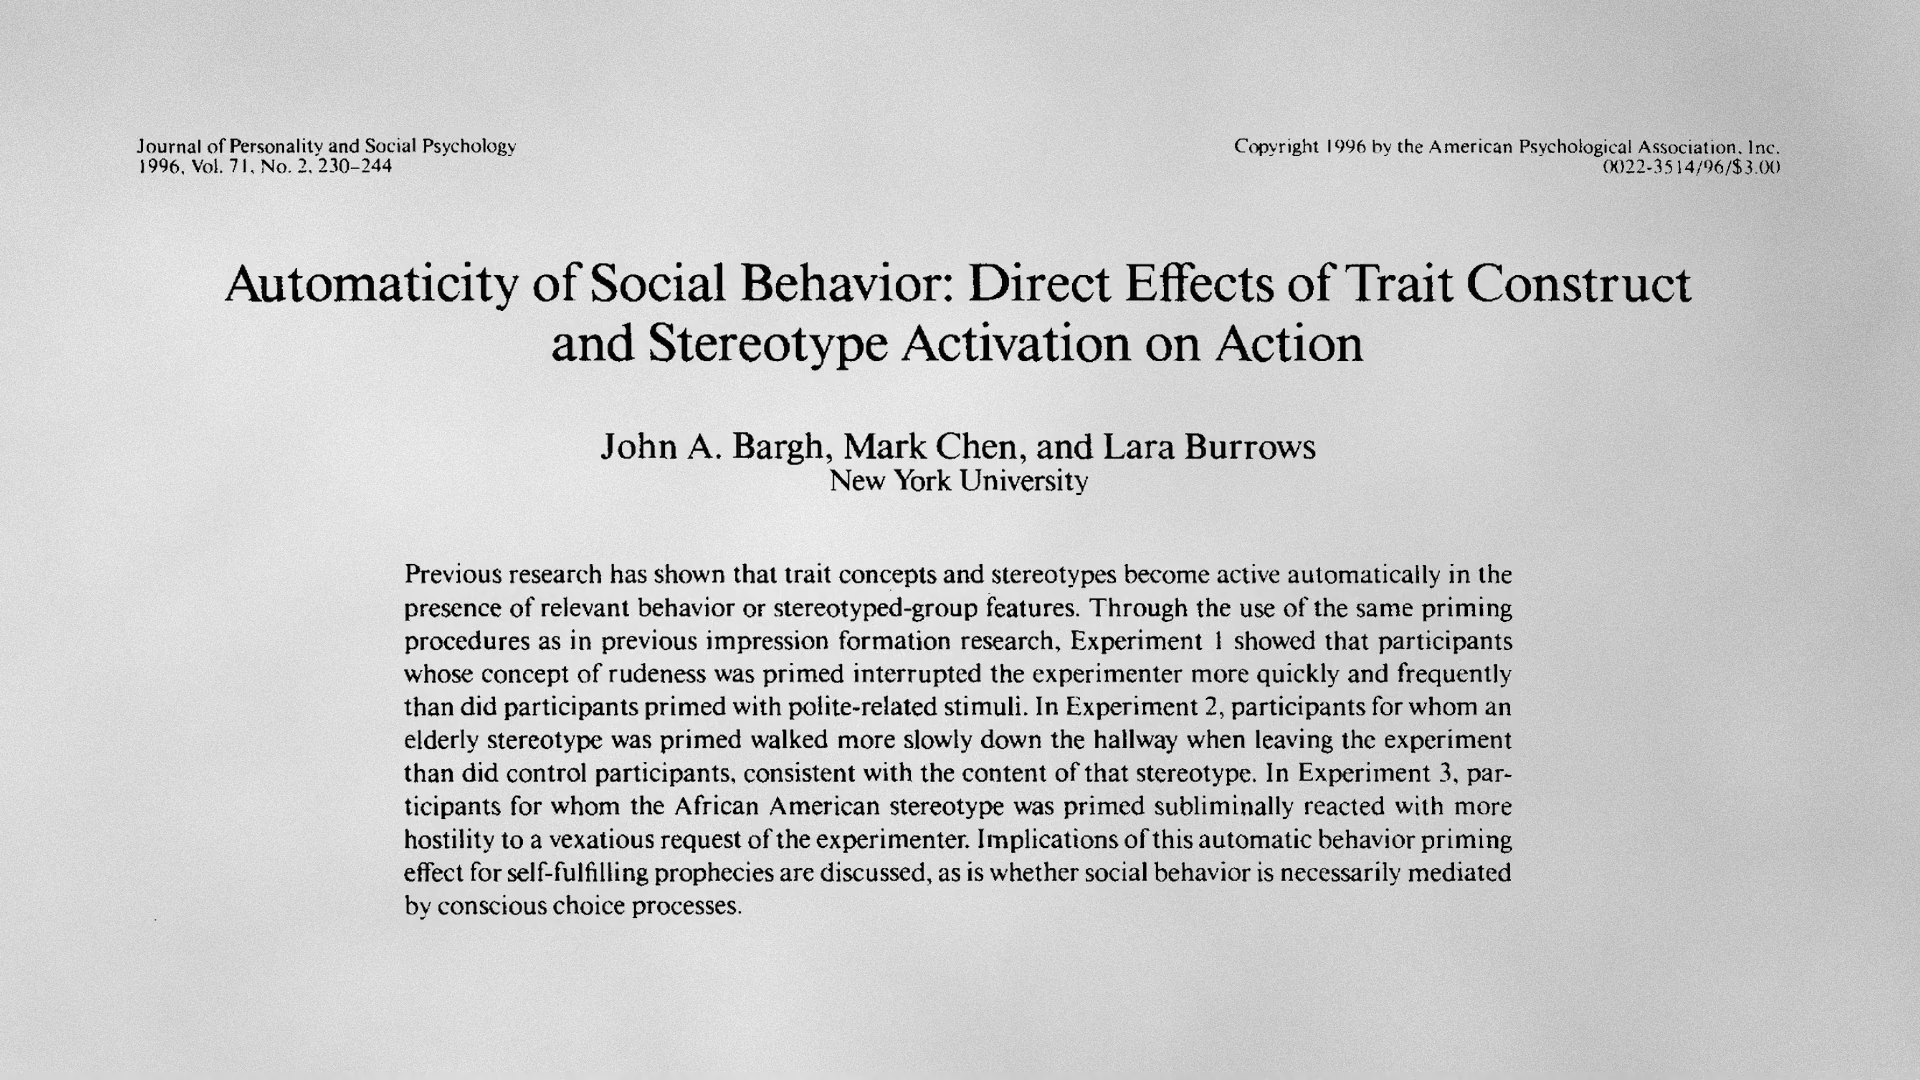 Journal of Personality and Social Psychology
1996, Vol. 71, No. 2, 230–244
Copyright 1996 by the American Psychological Association, Inc.
0022-3514/96/$3.00
Automaticity of Social Behavior: Direct Effects of Trait Construct
and Stereotype Activation on Action
John A. Bargh, Mark Chen, and Lara Burrows
New York University
Previous research has shown that trait concepts and stereotypes become active automatically in the
presence of relevant behavior or stereotyped-group features. Through the use of the same priming
procedures as in previous impression formation research, Experiment 1 showed that participants
whose concept of rudeness was primed interrupted the experimenter more quickly and frequently
than did participants primed with polite-related stimuli. In Experiment 2, participants for whom an
elderly stereotype was primed walked more slowly down the hallway when leaving the experiment
than did control participants, consistent with the content of that stereotype. In Experiment 3, par-
ticipants for whom the African American stereotype was primed subliminally reacted with more
hostility to a vexatious request of the experimenter. Implications of this automatic behavior priming
effect for self-fulfilling prophecies are discussed, as is whether social behavior is necessarily mediated
by conscious choice processes.